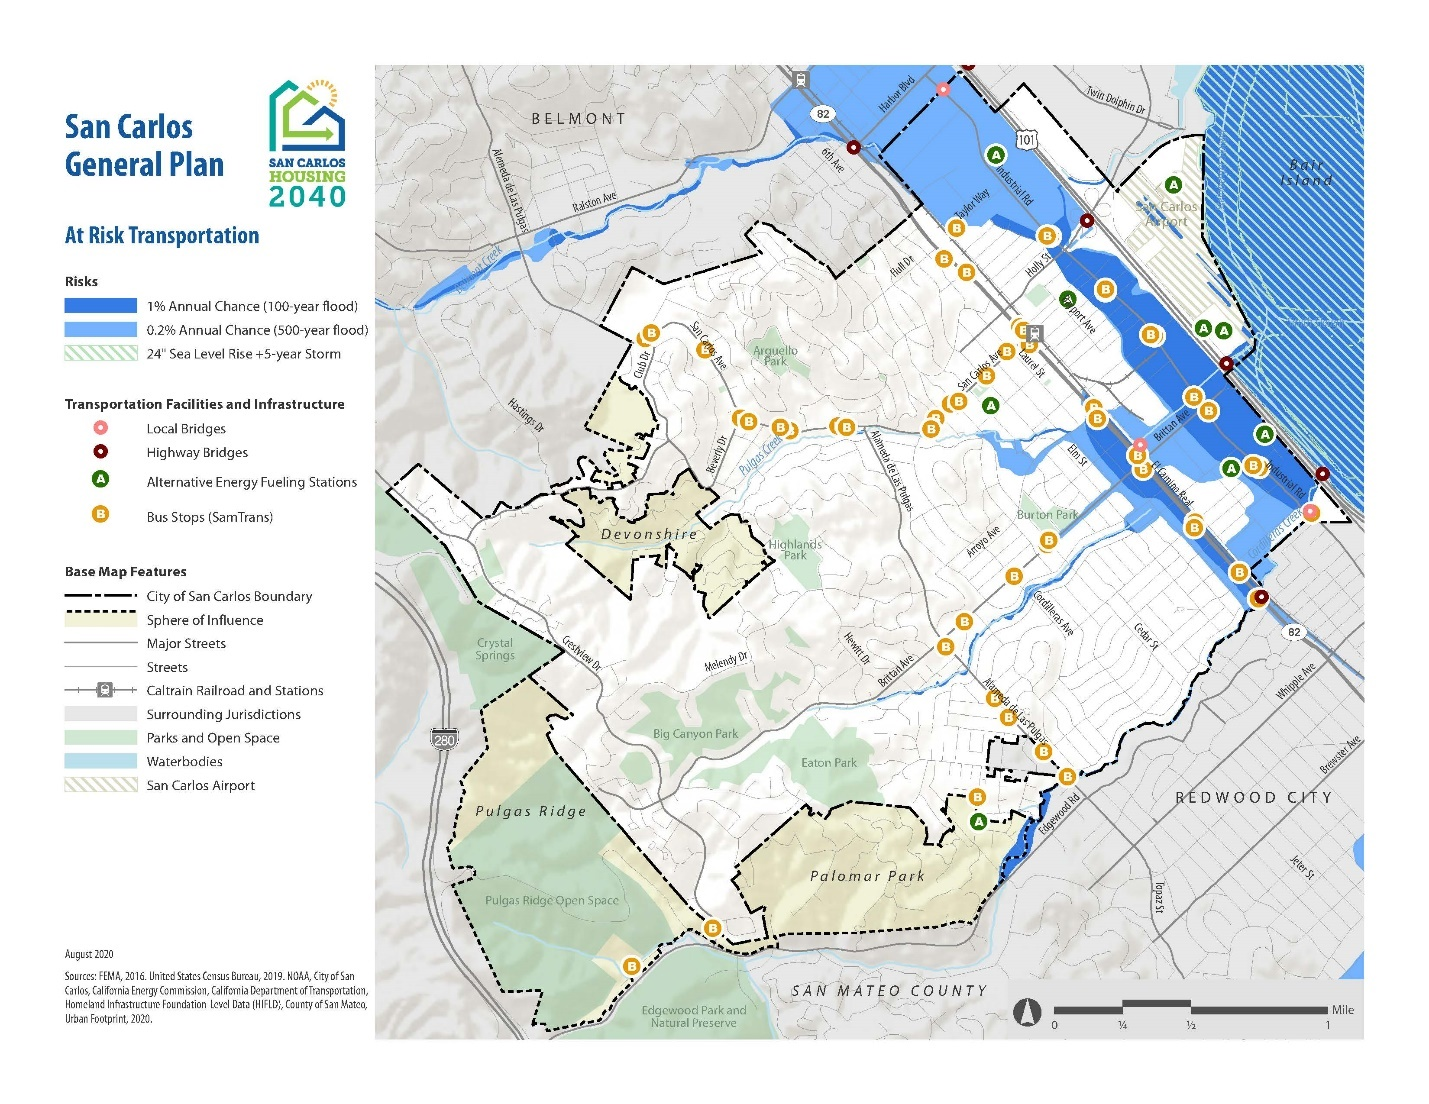 San Carlos
General Plan
SAN CARLOS
HOUSING
2040
At Risk Transportation
Risks
1% Annual Chance (100-year flood)
0.2% Annual Chance (500-year flood)
24" Sea Level Rise +5-year Storm
Transportation Facilities and Infrastructure
Local Bridges
Highway Bridges
A Alternative Energy Fueling Stations
B Bus Stops (SamTrans)
Base Map Features
City of San Carlos Boundary
Sphere of Influence
Major Streets
Streets
Caltrain Railroad and Stations
Surrounding Jurisdictions
Parks and Open Space
Waterbodies
San Carlos Airport
August 2020
Sources: FEMA, 2016. United States Census Bureau, 2019. NOAA, City of San
Carlos, California Energy Commission, California Department of Transportation,
Homeland Infrastructure Foundation-Level Data (HIFLD), County of San Mateo,
Urban Footprint, 2020.
BELMONT
82
Harbor Blvd
Twin Dolphin Dr
101
Bair
Island
6th Ave
Alameda de Las Pulgas
Ralston Ave
Industrial Rd
San Carlos
Airport
Taylor Way
Hull Dr
Holly St
Creek
San Carlos Ave
Club Dr
Arguello
Park
San Carlos Ave
Laurel St
Hastings Dr
Beverly Dr
Pulgas Creek
Alameda de Las Pulgas
Elm St
Brittan Ave
El Camino Real
Industrial Rd
Burton Park
Cordilleras Creek
Devonshire
Highlands
Park
Arroyo Ave
Cordilleras Ave
Cedar St
82
Crystal
Springs
Crestview Dr
Melendy Dr
Hewitt Dr
Brittan Ave
Whipple Ave
Alameda de Las Pulgas
280
Big Canyon Park
Eaton Park
Brewster Ave
REDWOOD CITY
Pulgas Ridge
Edgewood Rd
Palomar Park
Jeter St
Topaz St
Pulgas Ridge Open Space
SAN MATEO COUNTY
Edgewood Park and
Natural Preserve
0 ¼ ½ 1 Mile